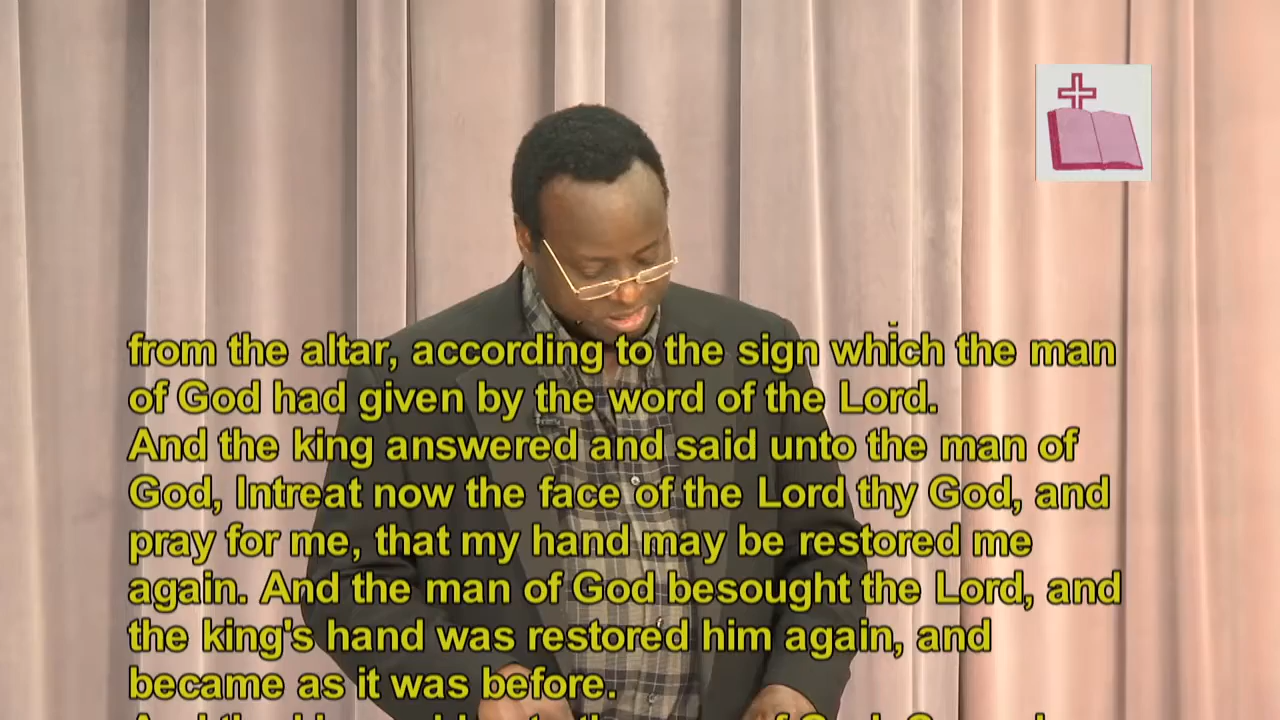 from the altar, according to the sign which the man
of God had given by the word of the Lord.
And the king answered and said unto the man of
God, Intreat now the face of the Lord thy God, and
pray for me, that my hand may be restored me
again. And the man of God besought the Lord, and
the king's hand was restored him again, and
became as it was before.